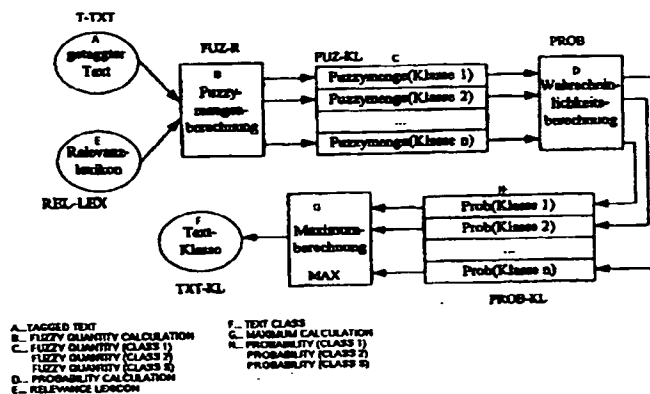 T-TXT
A
getaggter
Text
FUZ-R
B
Fuzzy-
mengen-
berechnung
FUZ-KL C
Fuzzymenge(Klasse 1)
Fuzzymenge(Klasse 2)
...
Fuzzymenge(Klasse n)
PROB
D
Wahrschein-
lichkeits-
berechnung
E
Relevanz-
lexikon
REL-LEX
F
Text-
Klasse
TXT-KL
G
Maximum-
berechnung
MAX
H
Prob(Klasse 1)
Prob(Klasse 2)
...
Prob(Klasse n)
PROB-KL
A... TAGGED TEXT
B... FUZZY QUANTITY CALCULATION
C... FUZZY QUANTITY (CLASS 1)
FUZZY QUANTITY (CLASS 2)
FUZZY QUANTITY (CLASS
D... PROBABILITY CALCULATION
E... RELEVANCE LEXICON
F... TEXT CLASS
G... MAXIMUM CALCULATION
H... PROBABILITY (CLASS 1)
PROBABILITY (CLASS 2)
PROBABILITY (CLASS